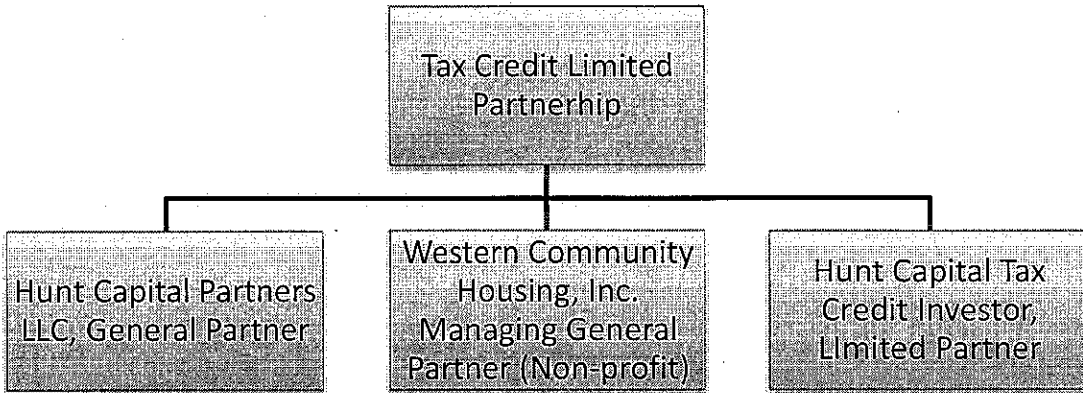 Tax Credit Limited
Partnerhip
Hunt Capital Partners
LLC, General Partner
Western Community
Housing, Inc.
Managing General
Partner (Non-profit)
Hunt Capital Tax
Credit Investor,
LImited Partner